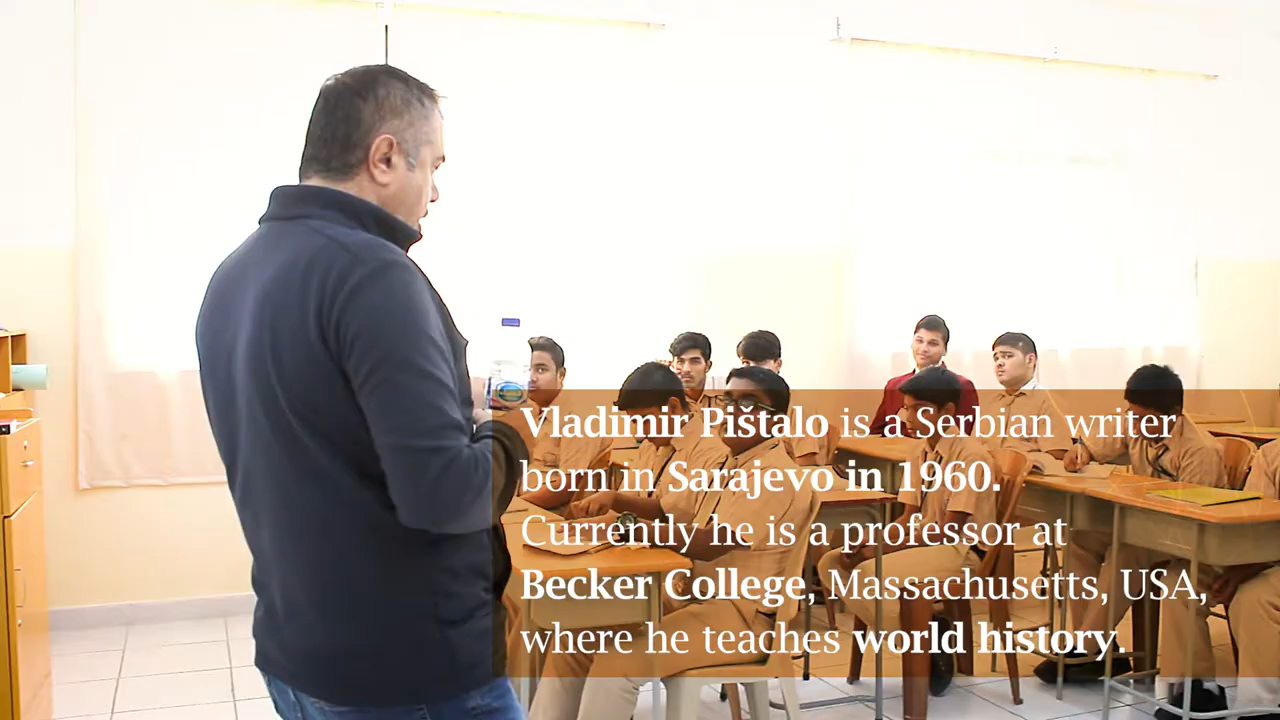 Vladimir Pištalo is a Serbian writer
born in Sarajevo in 1960.
Currently he is a professor at
Becker College, Massachusetts, USA,
where he teaches world history.